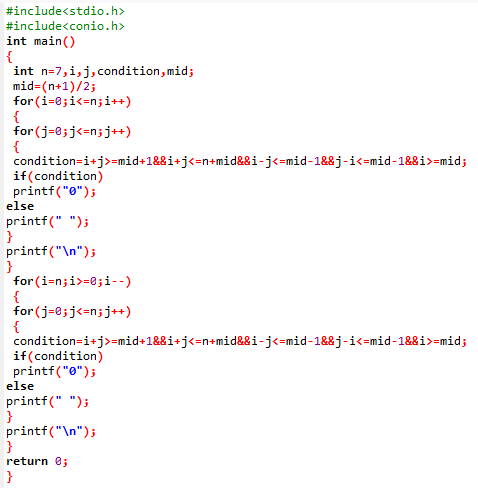 #include<stdio.h>
#include<conio.h>
int main()
{
int n=7,i,j,condition,mid;
mid=(n+1)/2;
for(i=0;i<=n;i++)
{
for(j=0;j<=n;j++)
{
condition=i+j>=mid+1&&i+j<=n+mid&&i-j<=mid-1&&j-i<=mid-1&&i>=mid;
if(condition)
printf("0");
else
printf(" ");
}
printf("\n");
}
for(i=n;i>=0;i--)
{
for(j=0;j<=n;j++)
{
condition=i+j>=mid+1&&i+j<=n+mid&&i-j<=mid-1&&j-i<=mid-1&&i>=mid;
if(condition)
printf("0");
else
printf(" ");
}
printf("\n");
}
return 0;
}